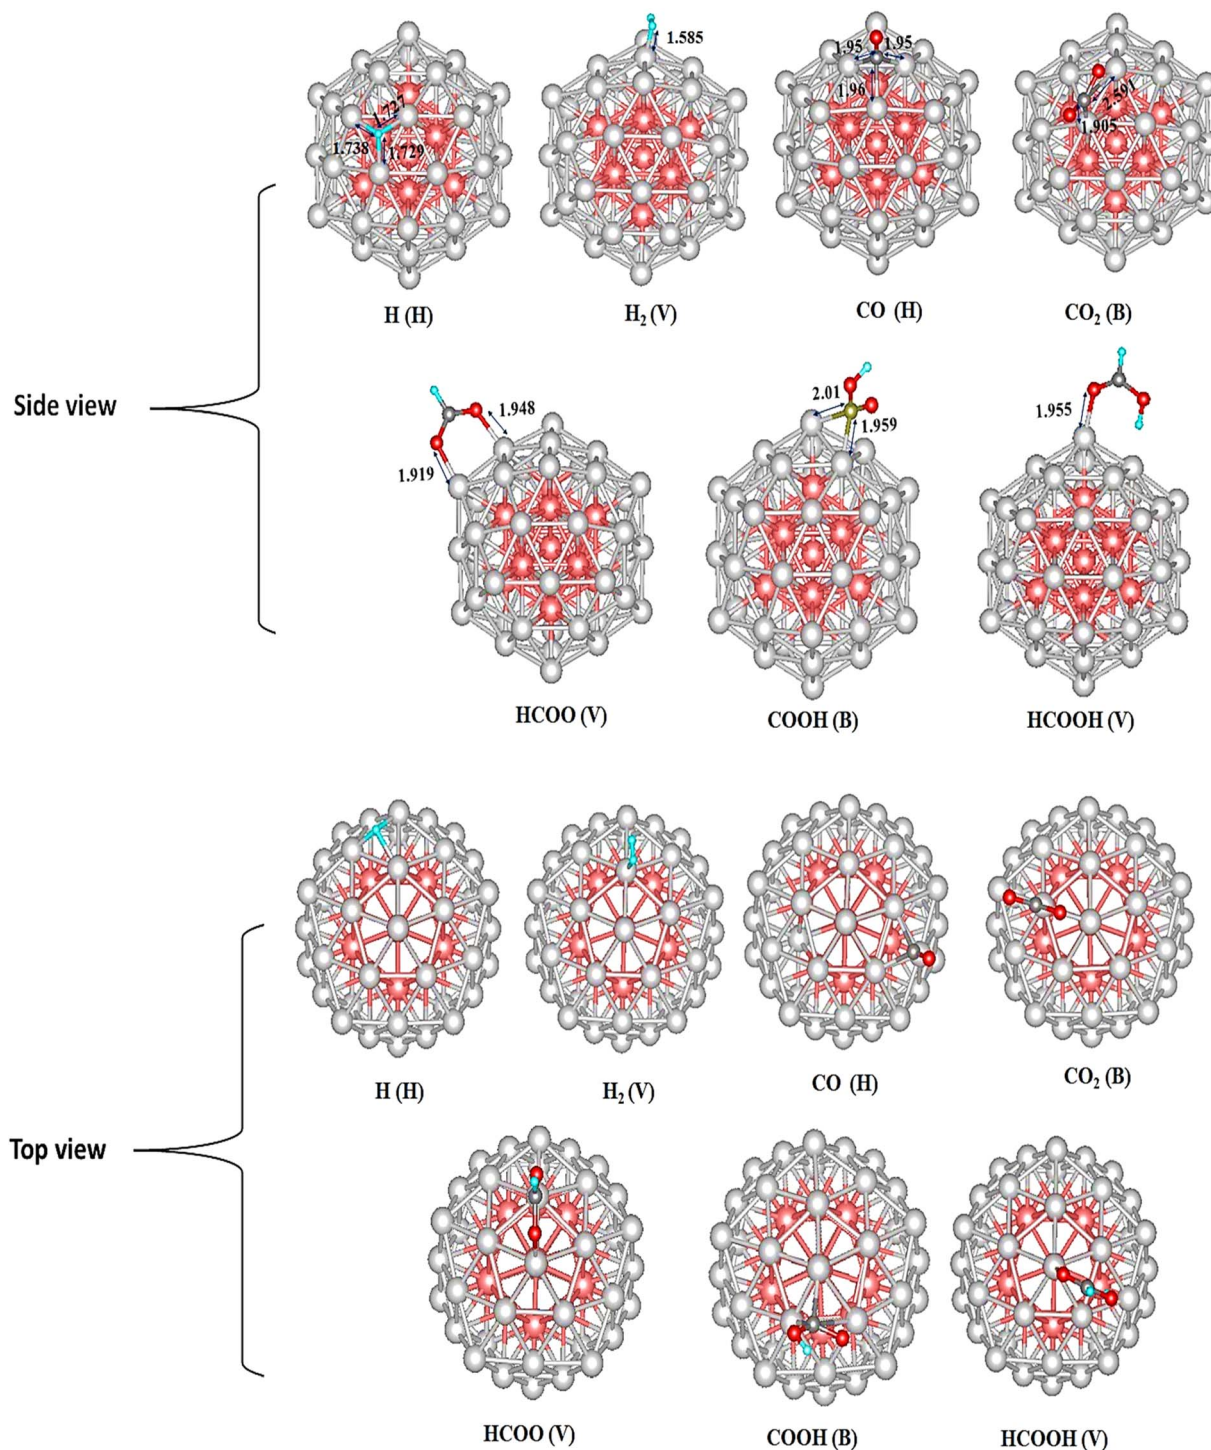 1.727
1.738
1.729
1.585
1.95
1.95
1.96
2.591
1.905
H (H)
H2 (V)
CO (H)
CO2 (B)
Side view
1.948
1.919
2.01
1.959
1.955
HCOO (V)
COOH (B)
HCOOH (V)
H (H)
H2 (V)
CO (H)
CO2 (B)
Top view
HCOO (V)
COOH (B)
HCOOH (V)